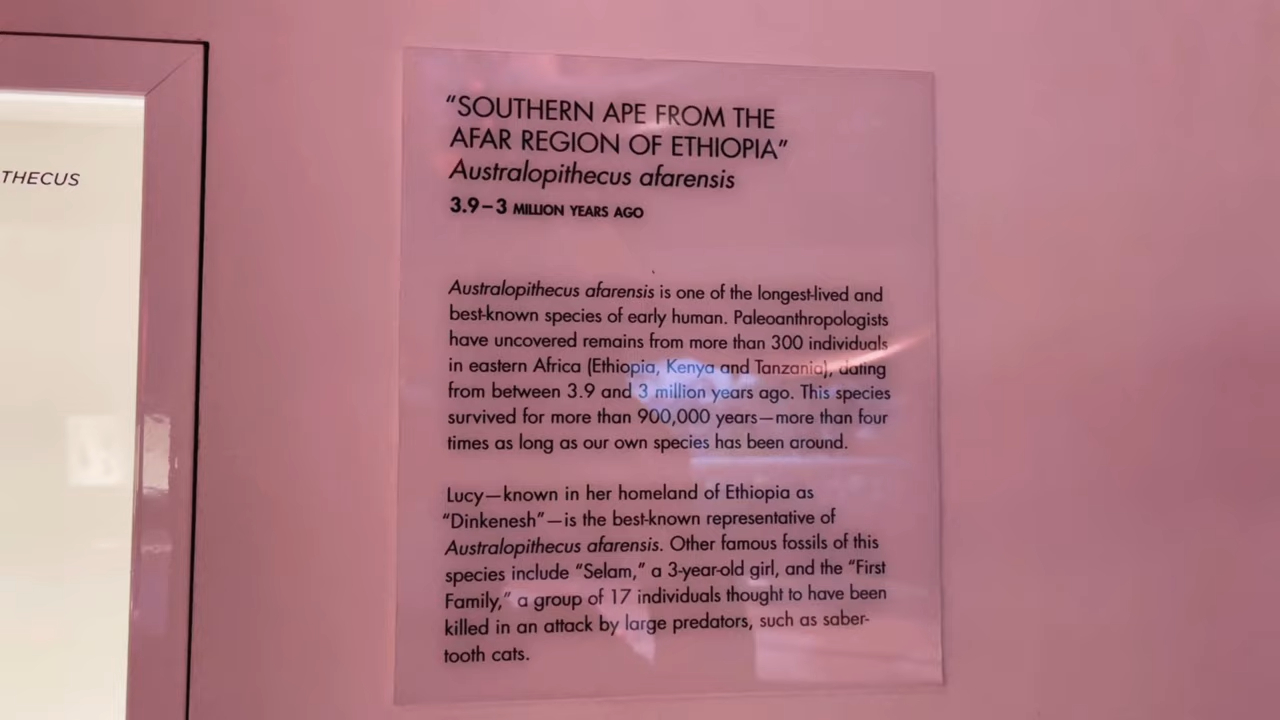 THECUS
“SOUTHERN APE FROM THE
AFAR REGION OF ETHIOPIA”
Australopithecus afarensis
3.9–3 MILLION YEARS AGO
Australopithecus afarensis is one of the longest-lived and
best-known species of early human. Paleoanthropologists
have uncovered remains from more than 300 individuals
in eastern Africa (Ethiopia, Kenya and Tanzania), dating
from between 3.9 and 3 million years ago. This species
survived for more than 900,000 years—more than four
times as long as our own species has been around.
Lucy—known in her homeland of Ethiopia as
“Dinkenesh”—is the best-known representative of
Australopithecus afarensis. Other famous fossils of this
species include “Selam,” a 3-year-old girl, and the “First
Family,” a group of 17 individuals thought to have been
killed in an attack by large predators, such as saber-
tooth cats.